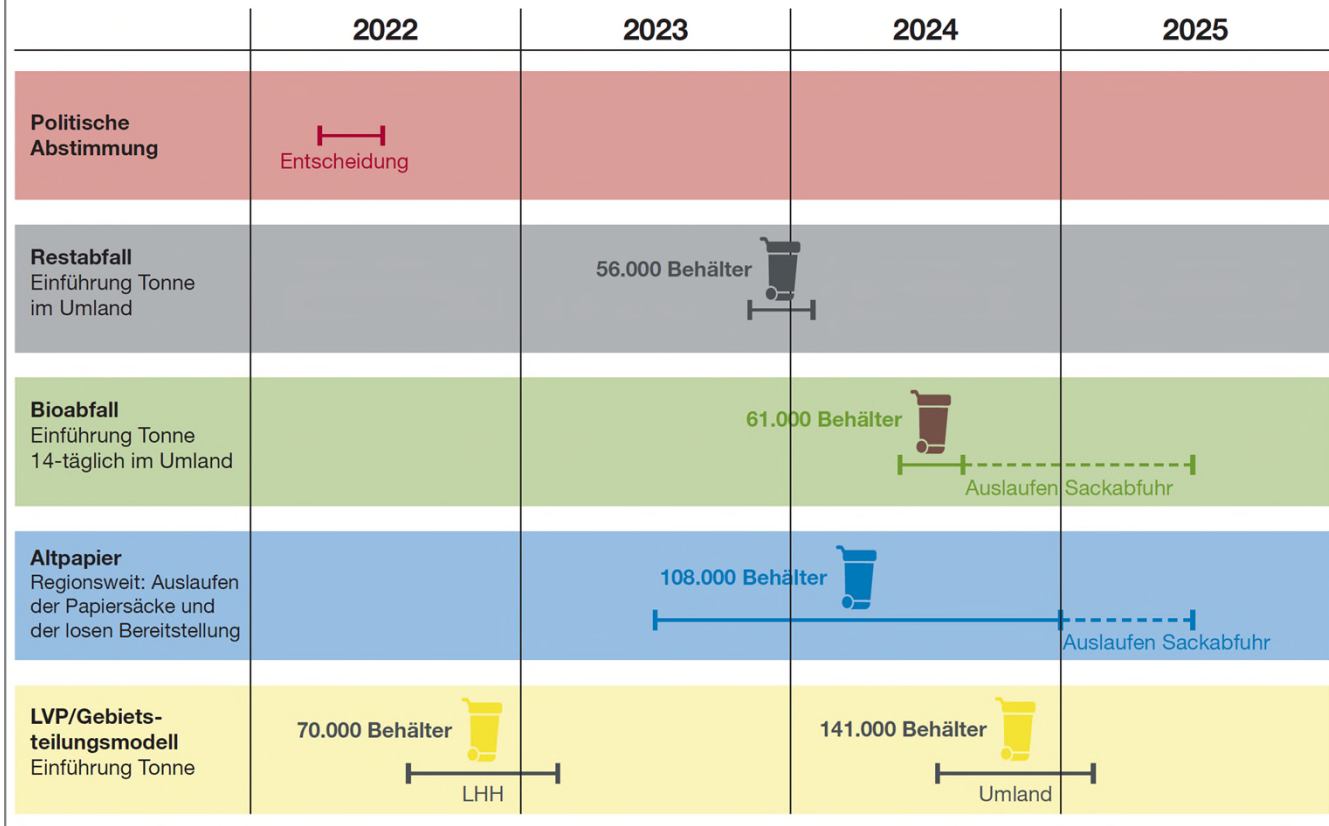 2022 2023 2024 2025
Politische
Abstimmung
Entscheidung
Restabfall
Einführung Tonne
im Umland
56.000 Behälter
Bioabfall
Einführung Tonne
14-täglich im Umland
61.000 Behälter
Auslaufen Sackabfuhr
Altpapier
Regionsweit: Auslaufen
der Papiersäcke und
der losen Bereitstellung
108.000 Behälter
Auslaufen Sackabfuhr
LVP/Gebiets-
teilungsmodell
Einführung Tonne
70.000 Behälter
LHH
141.000 Behälter
Umland